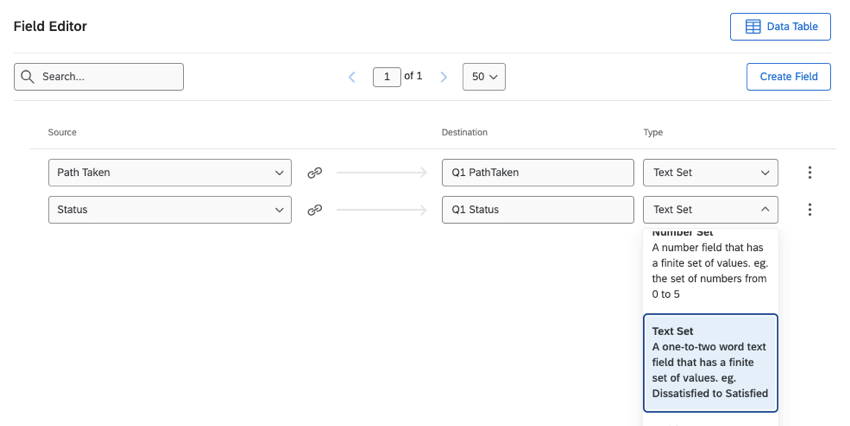 Field Editor
Data Table
Search...
1 of 1
50
Create Field
Source
Destination
Type
Path Taken
Q1 PathTaken
Text Set
Status
Q1 Status
Text Set
Number Set
A number field that has
a finite set of values. eg.
the set of numbers from
0 to 5
Text Set
A one-to-two word text
field that has a finite
set of values. eg.
Dissatisfied to Satisfied